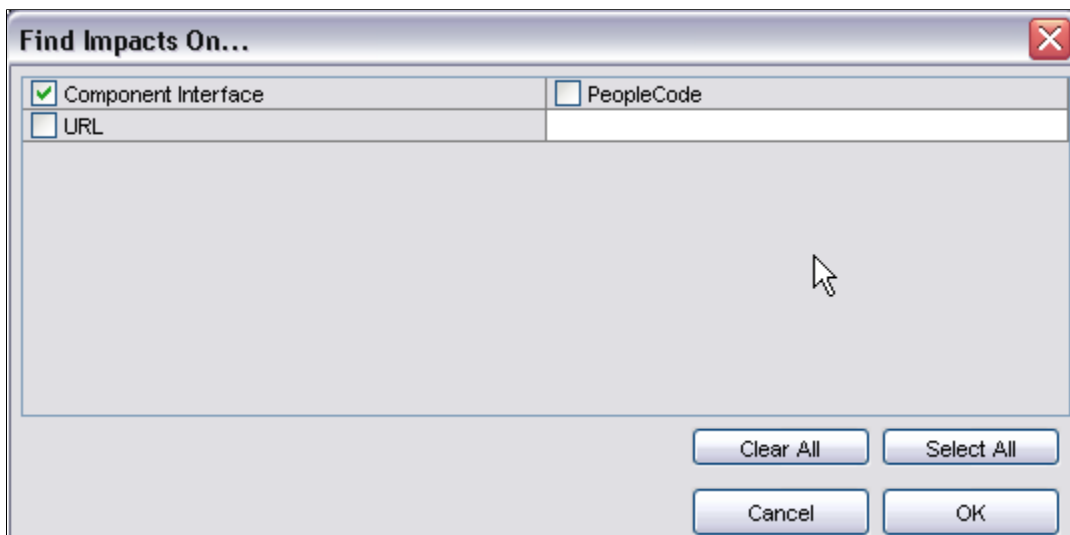 Find Impacts On...
Component Interface PeopleCode
URL
Clear All Select All
Cancel OK